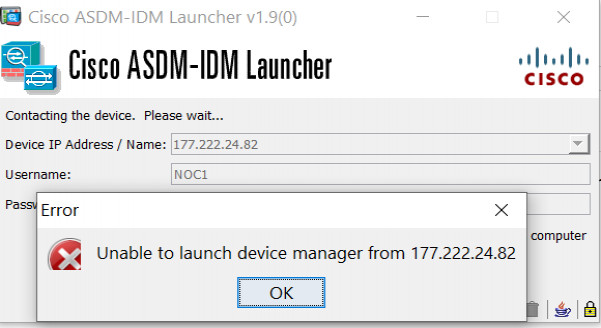 Cisco ASDM-IDM Launcher v1.9(0)
Cisco ASDM-IDM Launcher
CISCO
Contacting the device. Please wait...
Device IP Address / Name: 177.222.24.82
Username: NOC1
Error
computer
Unable to launch device manager from 177.222.24.82
OK